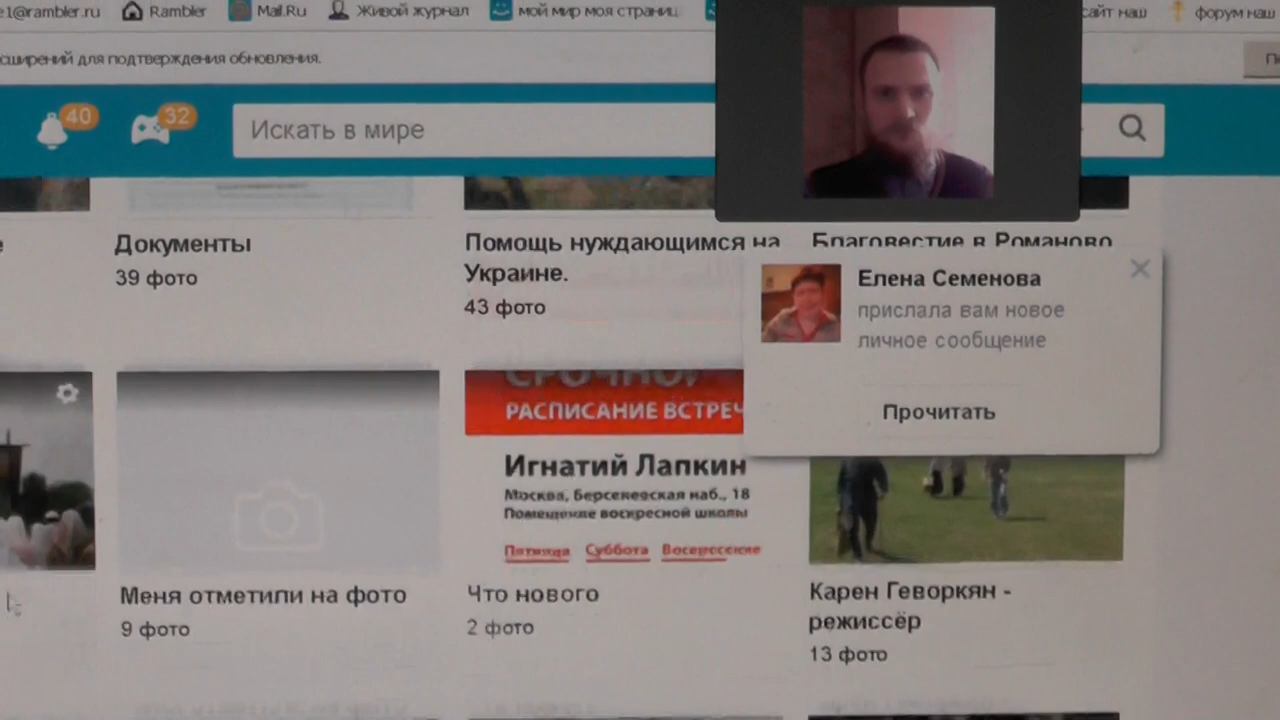 e1@rambler.ru Rambler Mail.Ru Живой журнал мой мир моя страниц сайт наш форум наш
сширений для подтверждения обновления.
40 32 Искать в мире
Документы
39 фото
Помощь нуждающимся на
Украине.
43 фото
Благовестие в Романово
Елена Семенова
прислала вам новое
личное сообщение
Прочитать
СРОЧНО!
РАСПИСАНИЕ ВСТРЕЧ
Игнатий Лапкин
Москва, Берсеневская наб., 18
Помещение воскресной школы
Пятница Суббота Воскресение
Меня отметили на фото
9 фото
Что нового
2 фото
Карен Геворкян -
режиссёр
13 фото